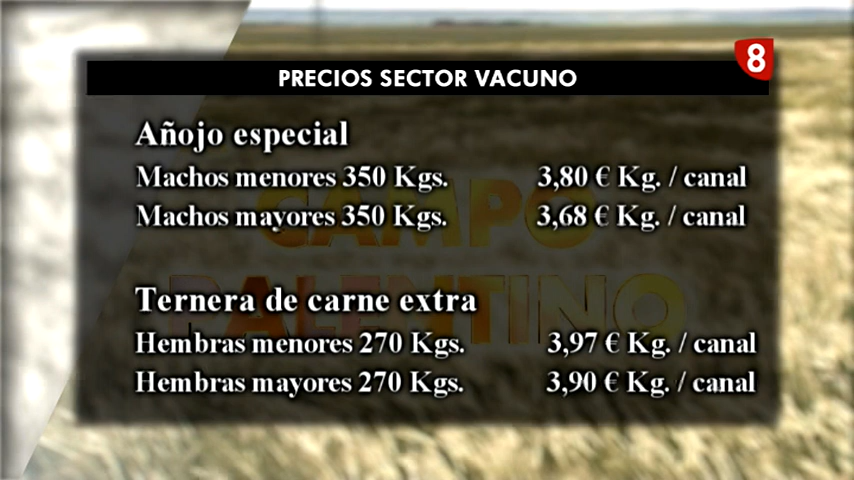 8
PRECIOS SECTOR VACUNO
Añojo especial
Machos menores 350 Kgs. 3,80 € Kg. / canal
Machos mayores 350 Kgs. 3,68 € Kg. / canal
CAMPO
PALENTINO
Ternera de carne extra
Hembras menores 270 Kgs. 3,97 € Kg. / canal
Hembras mayores 270 Kgs. 3,90 € Kg. / canal